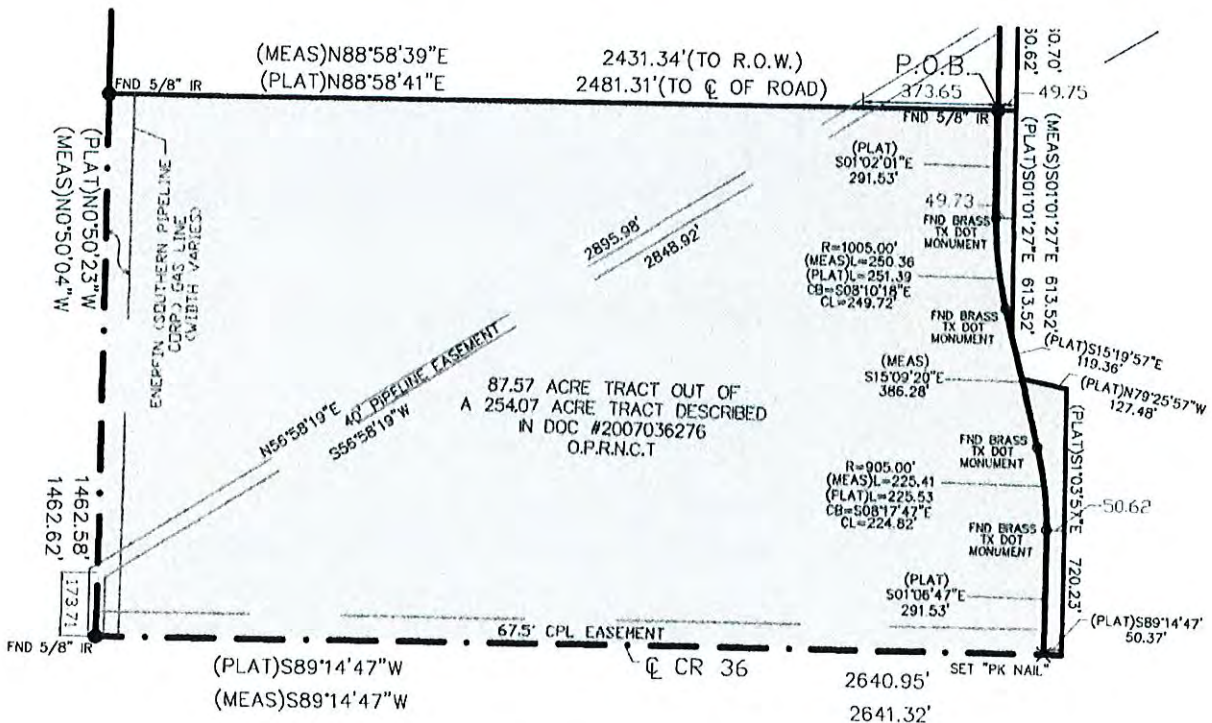 (MEAS)N88°58'39"E
(PLAT)N88°58'41"E
2431.34'(TO R.O.W.)
2481.31'(TO ℄ OF ROAD)
P.O.B.
373.65
49.75
FND 5/8" IR
FND 5/8" IR
50.62'
50.70'
(PLAT)N0°50'23"W
(MEAS)N0°50'04"W
ENERFIN (SOUTHERN PIPELINE
CORP.) GAS LINE
(WIDTH VARIES)
(PLAT)
S01°02'01"E
291.53'
(MEAS)S01°01'27"E 613.52'
(PLAT)S01°01'27"E 613.52'
49.73
FND BRASS
TX DOT
MONUMENT
2895.98'
2848.92'
R=1005.00'
(MEAS)L=250.36
(PLAT)L=251.39
CB=S08°10'18"E
CL=249.72'
FND BRASS
TX DOT
MONUMENT
(PLAT)S15°19'57"E
119.36'
(MEAS)
S15°09'20"E
386.28'
(PLAT)N79°25'57"W
127.48'
N56°58'19"E
40' PIPELINE EASEMENT
S56°58'19"W
87.57 ACRE TRACT OUT OF
A 254.07 ACRE TRACT DESCRIBED
IN DOC #2007036276
O.P.R.N.C.T
FND BRASS
TX DOT
MONUMENT
(PLAT)S1°03'57"E 720.23'
R=905.00'
(MEAS)L=225.41
(PLAT)L=225.53
CB=S08°17'47"E
CL=224.82'
50.62
FND BRASS
TX DOT
MONUMENT
1462.58'
1462.62'
173.71
(PLAT)
S01°06'47"E
291.53'
(PLAT)S89°14'47'
50.37'
67.5' CPL EASEMENT
FND 5/8" IR
(PLAT)S89°14'47"W
(MEAS)S89°14'47"W
℄ CR 36
2640.95'
2641.32'
SET "PK NAIL"